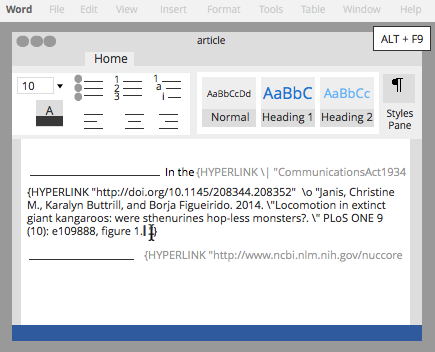 Word File Edit View Insert Format Tools Table Window Help
ALT + F9
article
Home
10
A
1
2
3
1
a
i
AaBbCcDd AaBbC AaBbCc ¶
Normal Heading 1 Heading 2 Styles
Pane
In the {HYPERLINK \| "CommunicationsAct1934
{HYPERLINK "http://doi.org/10.1145/208344.208352" \o "Janis, Christine
M., Karalyn Buttrill, and Borja Figueirido. 2014. \"Locomotion in extinct
giant kangaroos: were sthenurines hop-less monsters?. \" PLoS ONE 9
(10): e109888, figure 1. }
{HYPERLINK "http://www.ncbi.nlm.nih.gov/nuccore